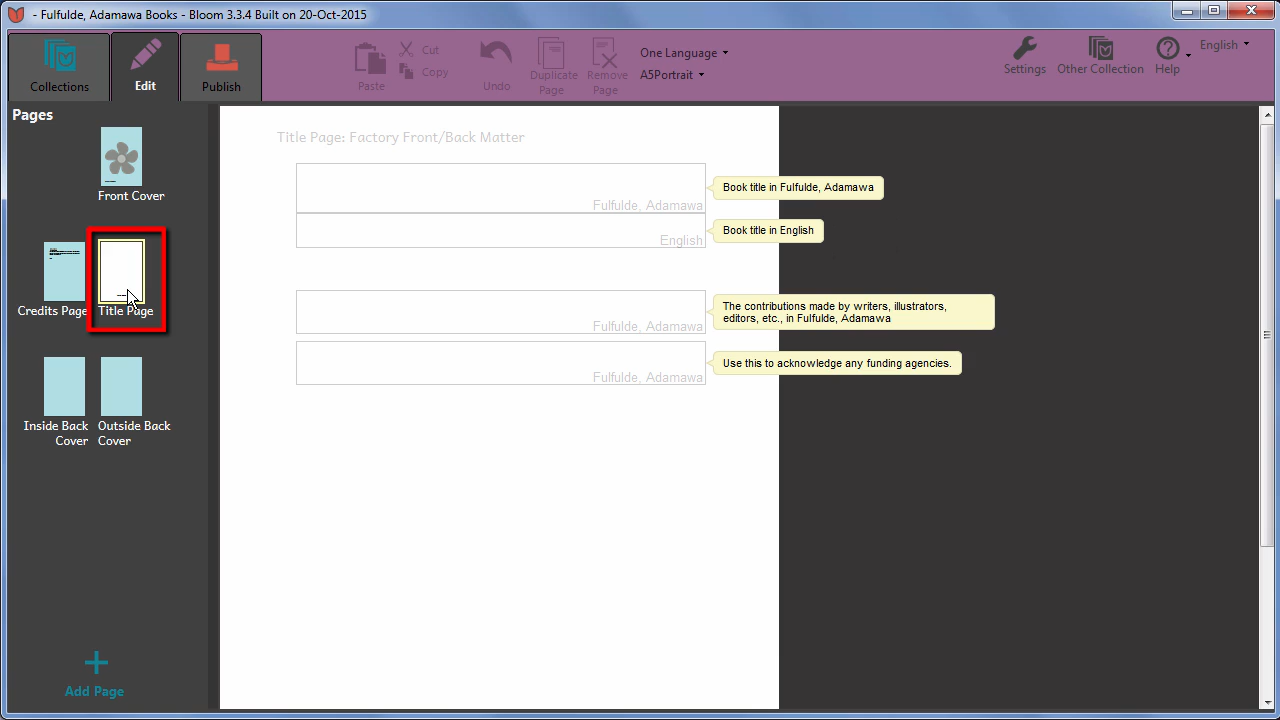 - Fulfulde, Adamawa Books - Bloom 3.3.4 Built on 20-Oct-2015
Collections
Edit
Publish
Paste
Cut
Copy
Undo
Duplicate
Page
Remove
Page
One Language
A5Portrait
Settings
Other Collection
Help
English
Pages
Front Cover
Credits Page
Title Page
Inside Back
Cover
Outside Back
Cover
Add Page
Title Page: Factory Front/Back Matter
Fulfulde, Adamawa
Book title in Fulfulde, Adamawa
English
Book title in English
Fulfulde, Adamawa
The contributions made by writers, illustrators,
editors, etc., in Fulfulde, Adamawa
Fulfulde, Adamawa
Use this to acknowledge any funding agencies.